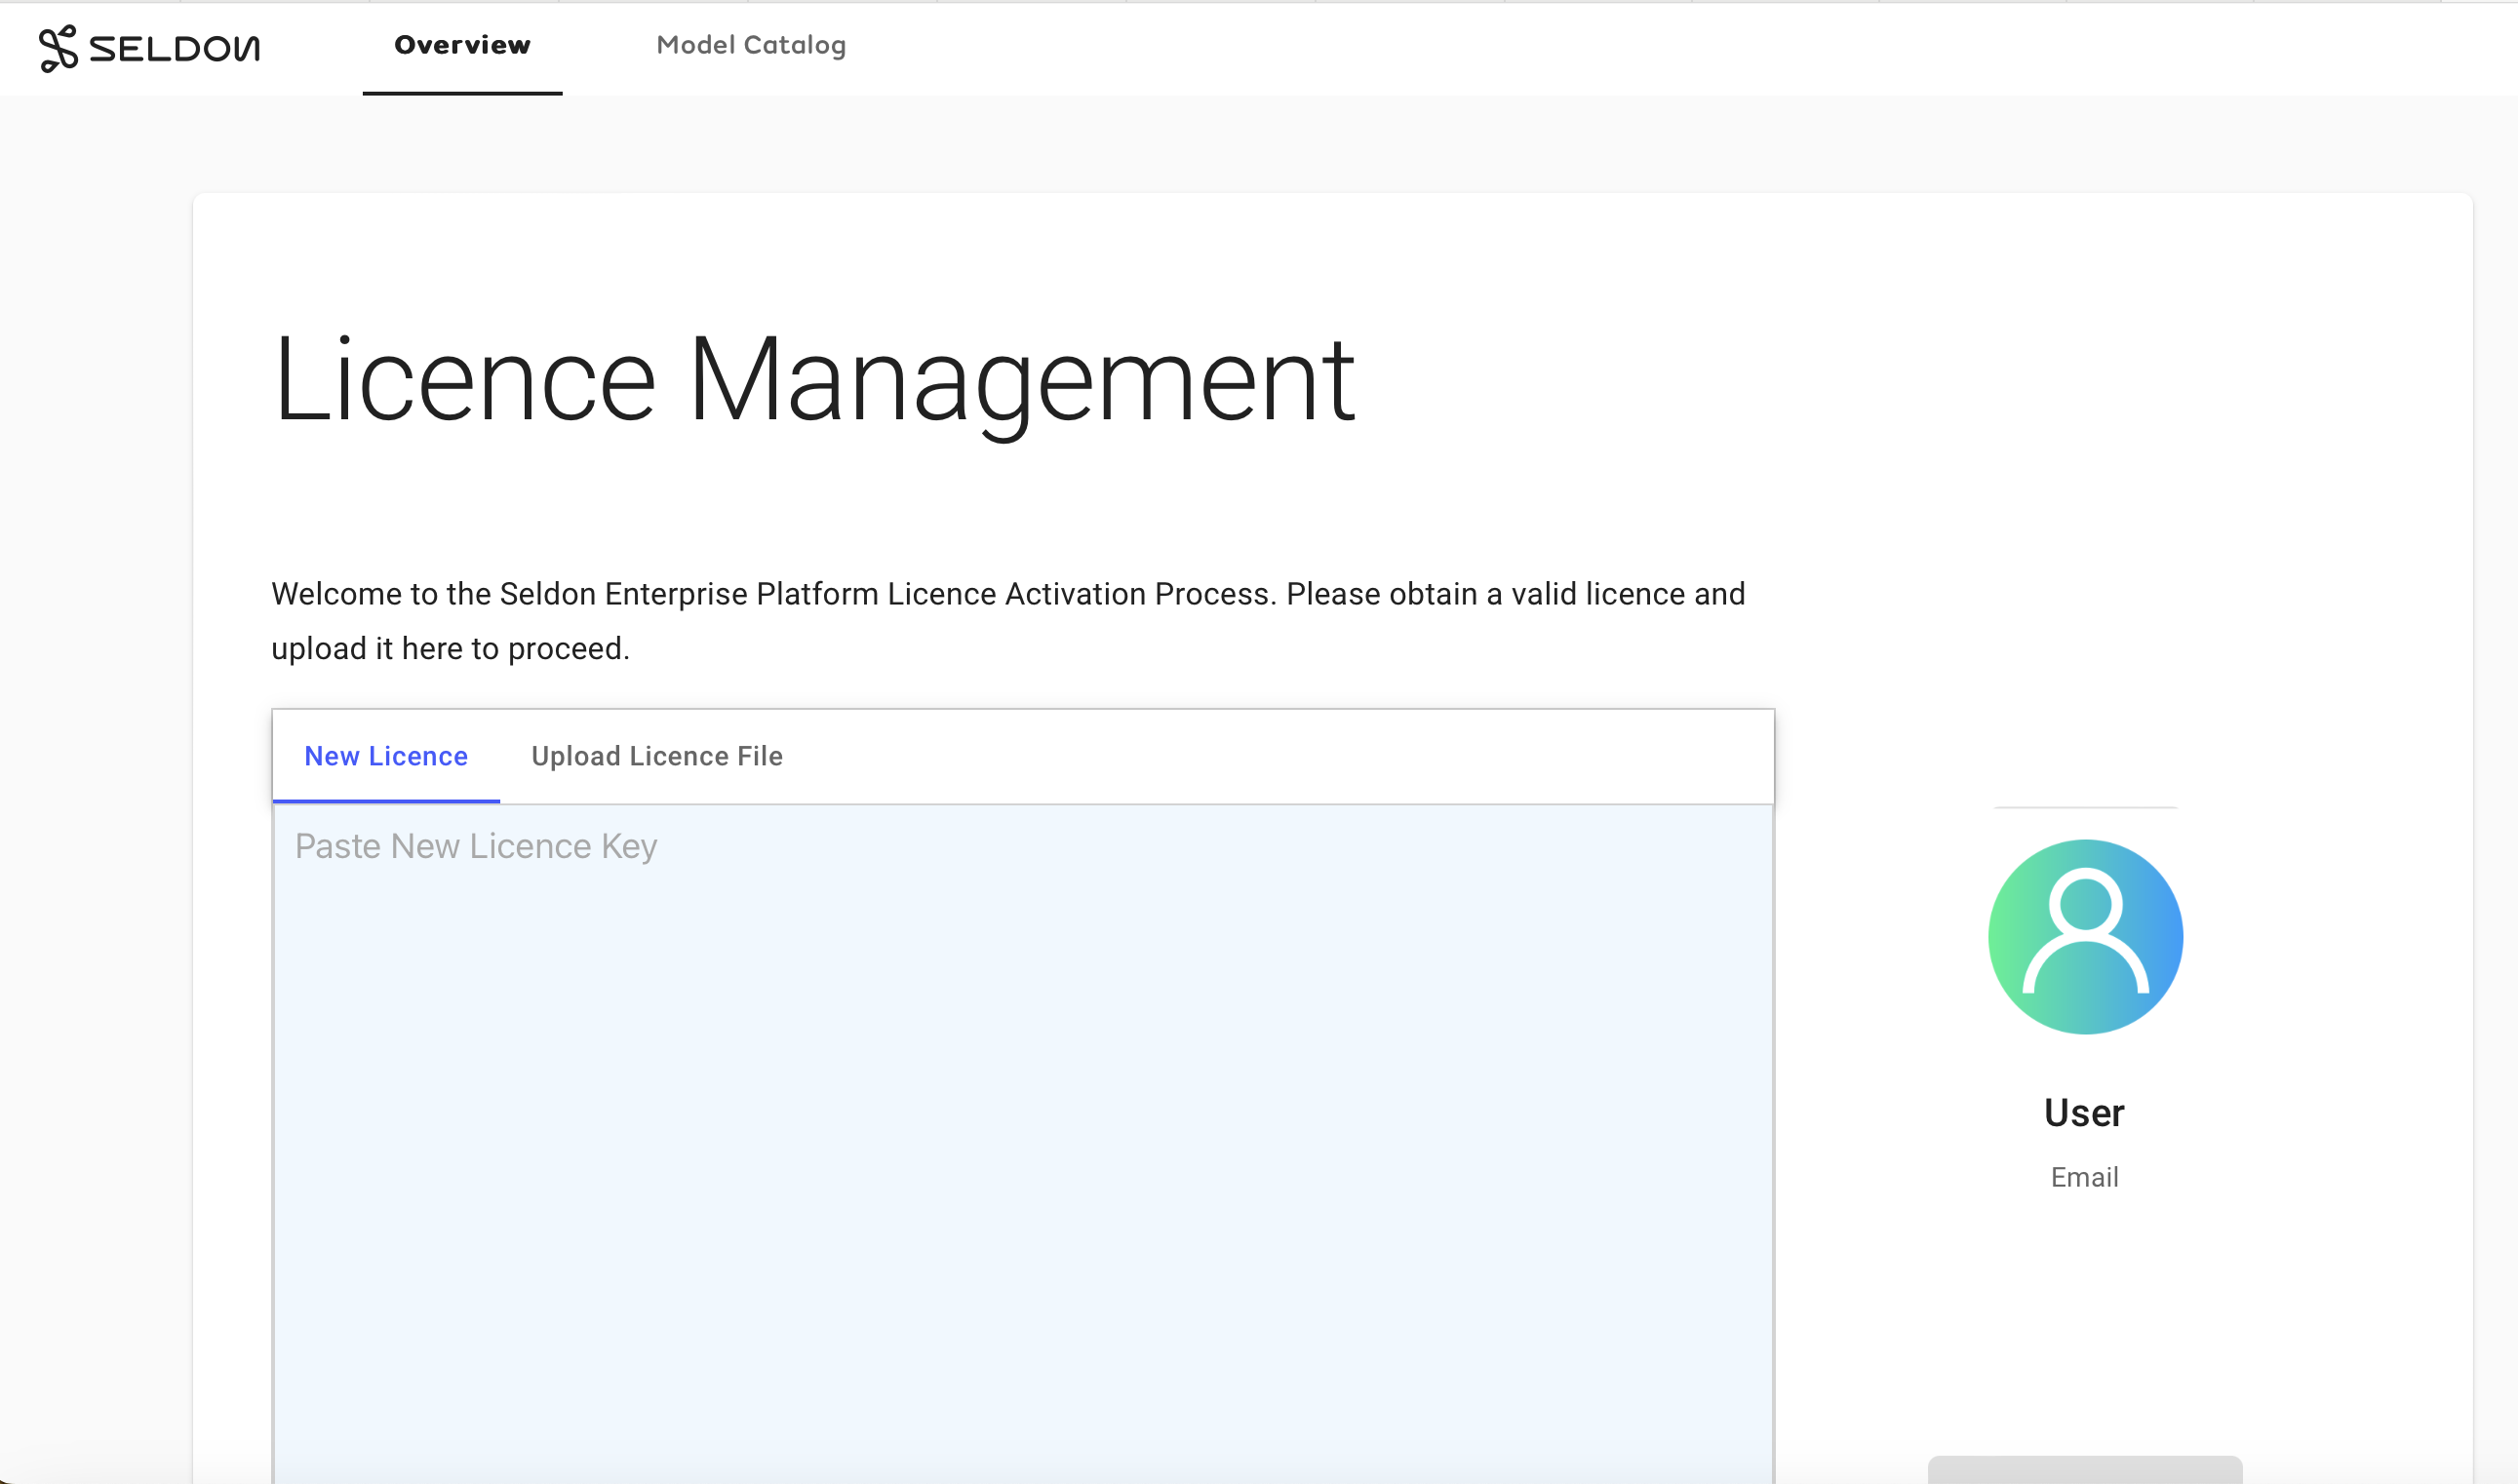 SELDON
Overview
Model Catalog
Licence Management
Welcome to the Seldon Enterprise Platform Licence Activation Process. Please obtain a valid licence and
upload it here to proceed.
New Licence
Upload Licence File
Paste New Licence Key
User
Email